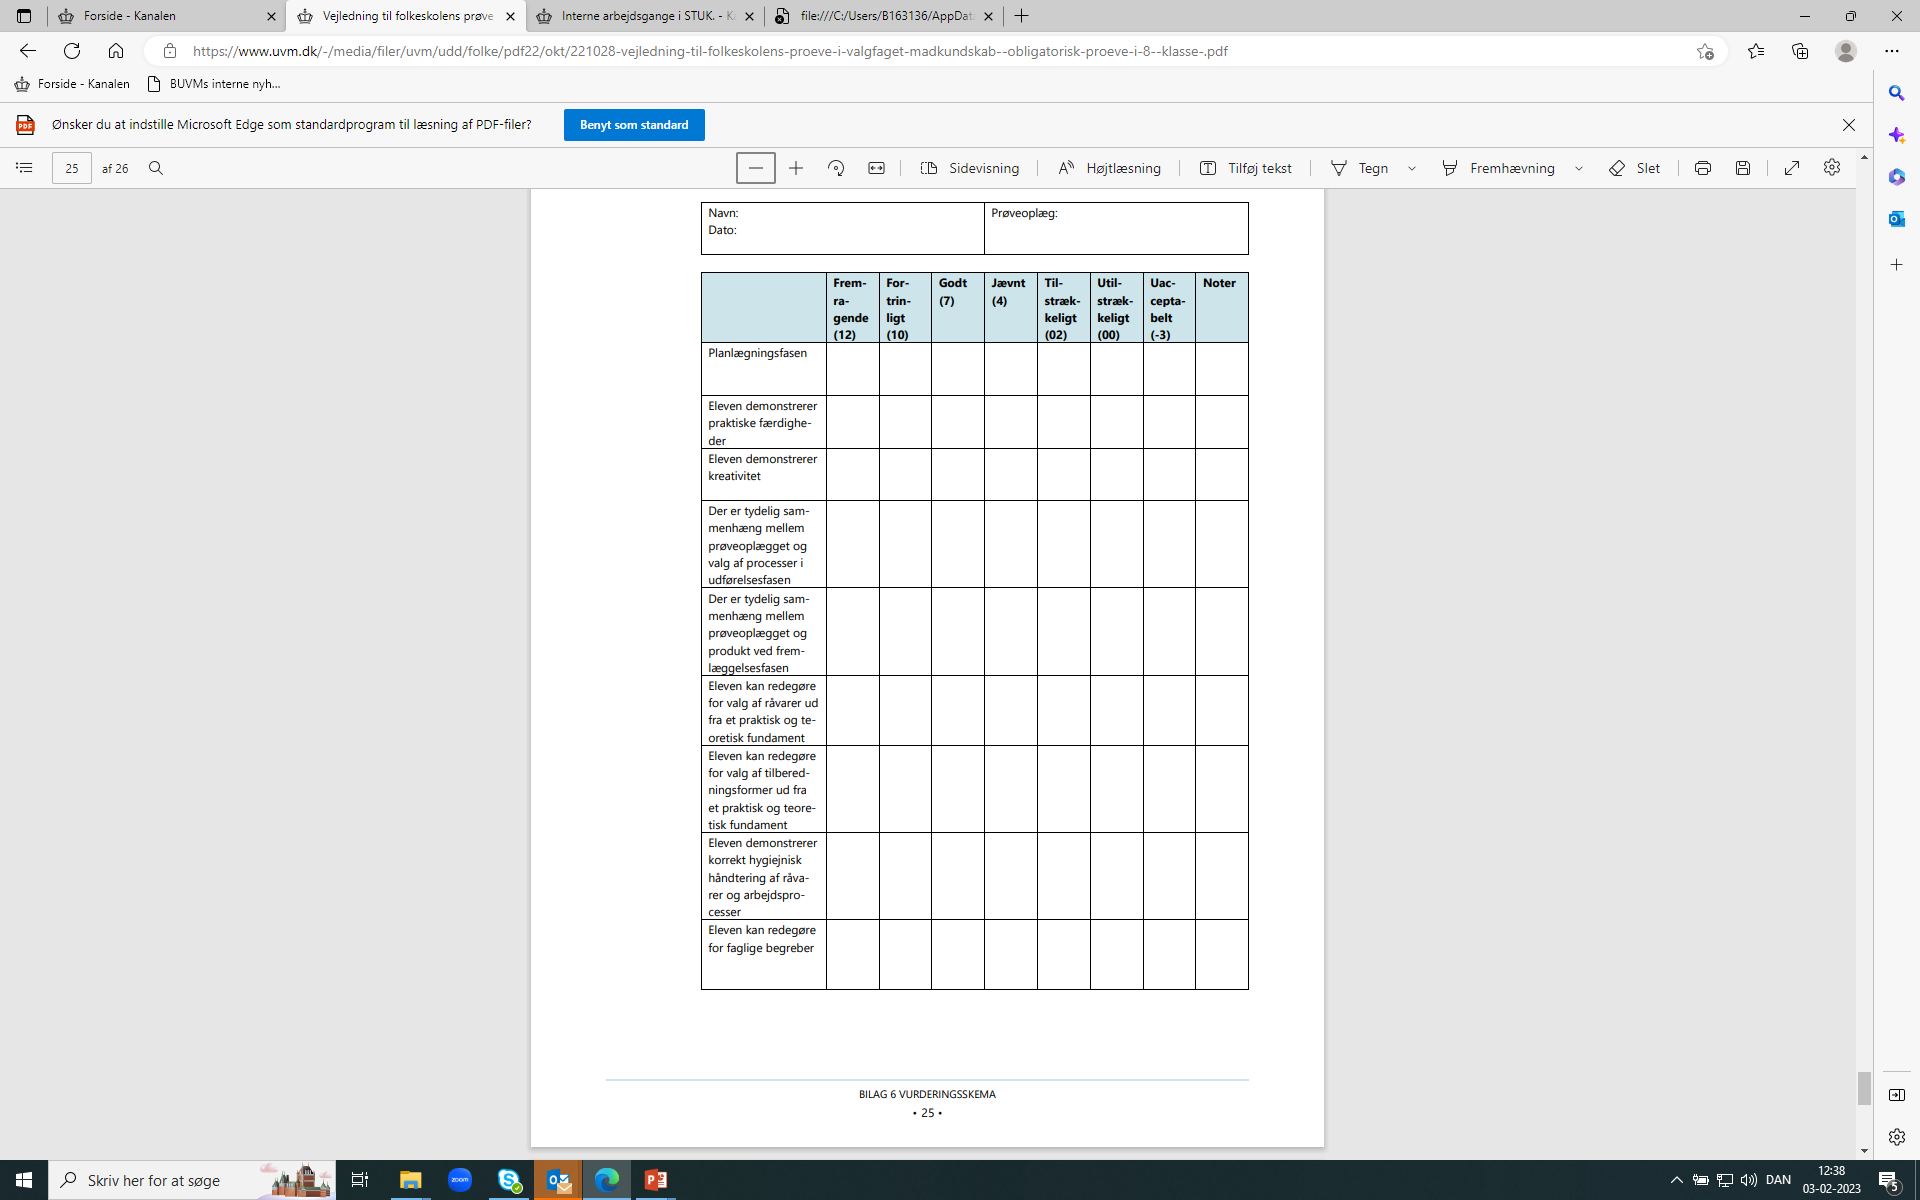 Forside - Kanalen
Vejledning til folkeskolens prøve
Interne arbejdsgange i STUK. - K
file:///C:/Users/B163136/AppDat
https://www.uvm.dk/-/media/filer/uvm/udd/folke/pdf22/okt/221028-vejledning-til-folkeskolens-proeve-i-valgfaget-madkundskab--obligatorisk-proeve-i-8--klasse-.pdf
Forside - Kanalen
BUVMs interne nyh...
PDF
Ønsker du at indstille Microsoft Edge som standardprogram til læsning af PDF-filer?
Benyt som standard
25
af 26
Sidevisning
Højtlæsning
Tilføj tekst
Tegn
Fremhævning
Slet
Navn:
Dato:
Prøveoplæg:
Frem-
ra-
gende
(12)
For-
trin-
ligt
(10)
Godt
(7)
Jævnt
(4)
Til-
stræk-
keligt
(02)
Util-
stræk-
keligt
(00)
Uac-
cepta-
belt
(-3)
Noter
Planlægningsfasen
Eleven demonstrerer
praktiske færdighe-
der
Eleven demonstrerer
kreativitet
Der er tydelig sam-
menhæng mellem
prøveoplægget og
valg af processer i
udførelsesfasen
Der er tydelig sam-
menhæng mellem
prøveoplægget og
produkt ved frem-
læggelsesfasen
Eleven kan redegøre
for valg af råvarer ud
fra et praktisk og te-
oretisk fundament
Eleven kan redegøre
for valg af tilbered-
ningsformer ud fra
et praktisk og teore-
tisk fundament
Eleven demonstrerer
korrekt hygiejnisk
håndtering af råva-
rer og arbejdspro-
cesser
Eleven kan redegøre
for faglige begreber
BILAG 6 VURDERINGSSKEMA
• 25 •
Skriv her for at søge
zoom
DAN
12:38
03-02-2023
5